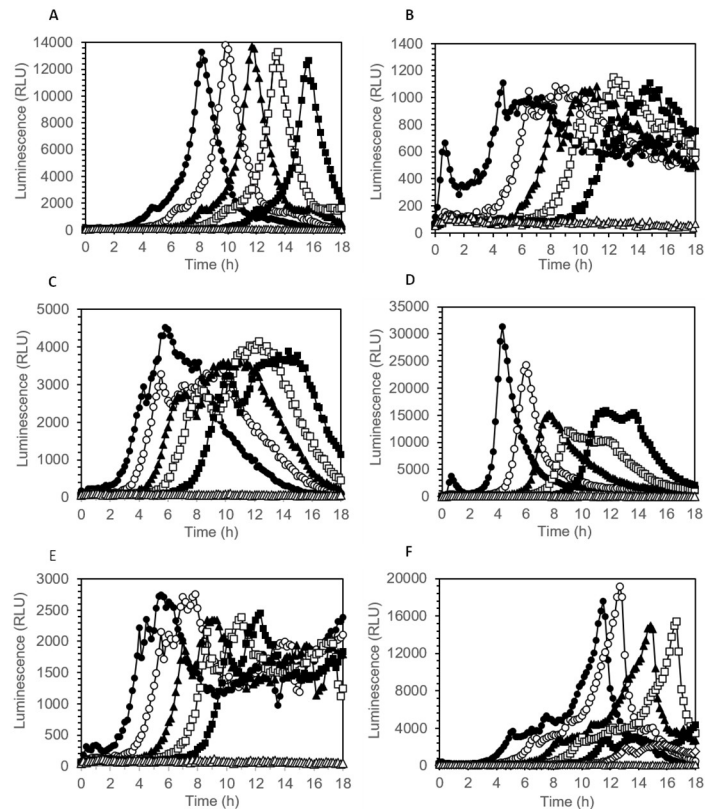 A
Luminescence (RLU)
14000
12000
10000
8000
6000
4000
2000
0
0 2 4 6 8 10 12 14 16 18
Time (h)
B
Luminescence (RLU)
1400
1200
1000
800
600
400
200
0
0 2 4 6 8 10 12 14 16 18
Time (h)
C
Luminescence (RLU)
5000
4000
3000
2000
1000
0
0 2 4 6 8 10 12 14 16 18
Time (h)
D
Luminescence (RLU)
35000
30000
25000
20000
15000
10000
5000
0
0 2 4 6 8 10 12 14 16 18
Time (h)
E
Luminescence (RLU)
3000
2500
2000
1500
1000
500
0
0 2 4 6 8 10 12 14 16 18
Time (h)
F
Luminescence (RLU)
20000
16000
12000
8000
4000
0
0 2 4 6 8 10 12 14 16 18
Time (h)